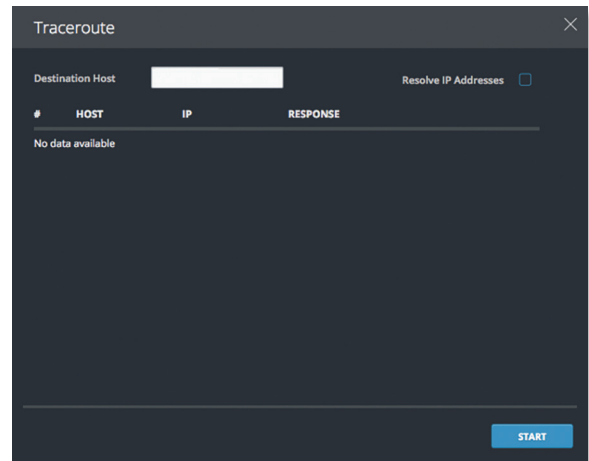 Traceroute
Destination Host
Resolve IP Addresses
# HOST IP RESPONSE
No data available
START